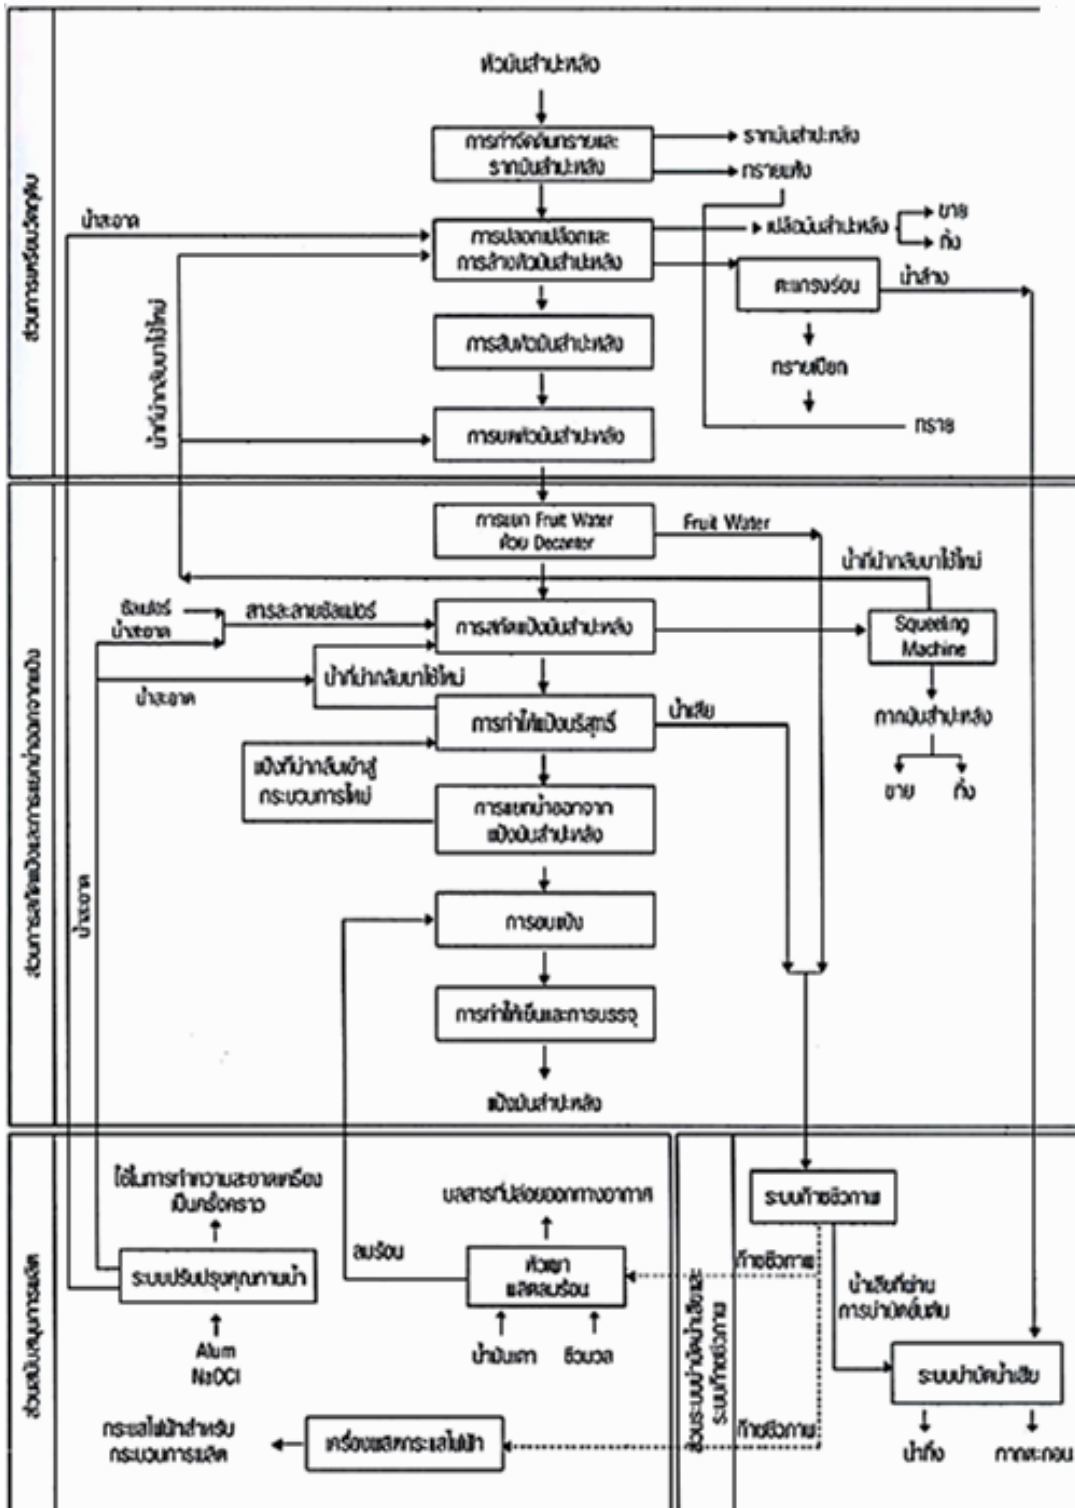 ส่วนการเตรียมวัตถุดิบ
หัวมันสำปะหลัง
การกำจัดดินทรายและ
รากมันสำปะหลัง
รากมันสำปะหลัง
ทรายแห้ง
น้ำสะอาด
การปลอกเปลือกและ
การล้างหัวมันสำปะหลัง
เปลือมันสำปะหลัง
ขาย
ทิ้ง
ตะแกรงร่อน
น้ำล้าง
น้ำที่นำกลับมาใช้ใหม่
การสับหัวมันสำปะหลัง
ทรายเปียก
การบดหัวมันสำปะหลัง
ทราย
ส่วนการสกัดแป้งและการแยกน้ำออกจากแป้ง
การแยก Fruit Water
ด้วย Decanter
Fruit Water
น้ำที่นำกลับมาใช้ใหม่
ซัลเฟอร์
น้ำสะอาด
สารละลายซัลเฟอร์
การสกัดแป้งมันสำปะหลัง
Squeeling
Machine
น้ำสะอาด
น้ำที่นำกลับมาใช้ใหม่
การทำให้แป้งบริสุทธิ์
น้ำเสีย
กากมันสำปะหลัง
ขาย
ทิ้ง
แป้งที่นำกลับเข้าสู่
กระบวนการใหม่
การแยกน้ำออกจาก
แป้งมันสำปะหลัง
น้ำสะอาด
การอบแป้ง
การทำให้เย็นและการบรรจุ
แป้งมันสำปะหลัง
ส่วนสนับสนุนการผลิต
ใช้ในการทำความสะอาดเครื่อง
เป็นครั้งคราว
ระบบปรับปรุงคุณภาพน้ำ
Alum
NaOCl
ลมร้อน
มลสารที่ปล่อยออกทางอากาศ
หัวเผา
ผลิตลมร้อน
น้ำมันเตา
ชีวมวล
กระแสไฟฟ้าสำหรับ
กระบวนการผลิต
เครื่องผลิตกระแสไฟฟ้า
ส่วนระบบบำบัดน้ำเสียและ
ระบบก๊าซชีวภาพ
ระบบก๊าซชีวภาพ
ก๊าซชีวภาพ
น้ำเสียที่ผ่าน
การบำบัดขั้นต้น
ระบบบำบัดน้ำเสีย
ก๊าซชีวภาพ
น้ำทิ้ง
กากตะกอน